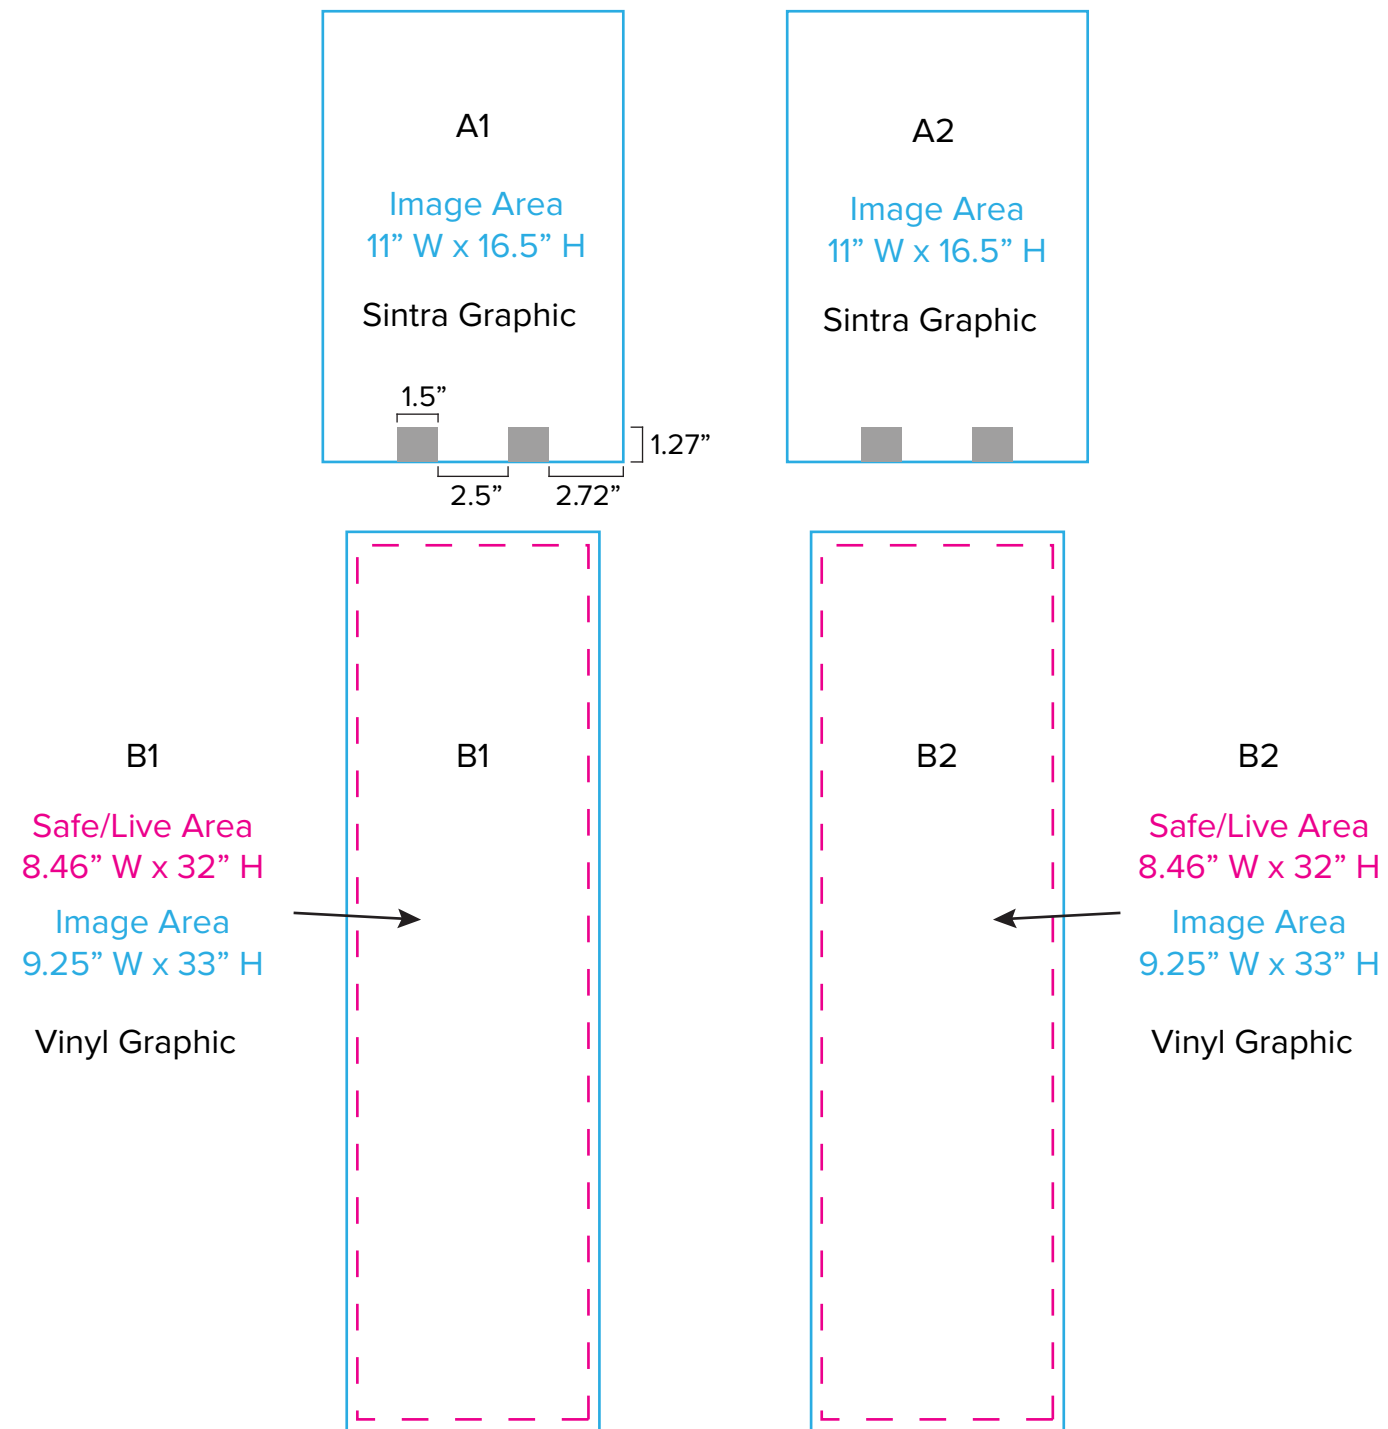 A1
Image Area
11” W x 16.5” H
Sintra Graphic
1.5”
1.27”
2.5”
2.72”
A2
Image Area
11” W x 16.5” H
Sintra Graphic
B1
Safe/Live Area
8.46” W x 32” H
Image Area
9.25” W x 33” H
Vinyl Graphic
B1
B2
B2
Safe/Live Area
8.46” W x 32” H
Image Area
9.25” W x 33” H
Vinyl Graphic